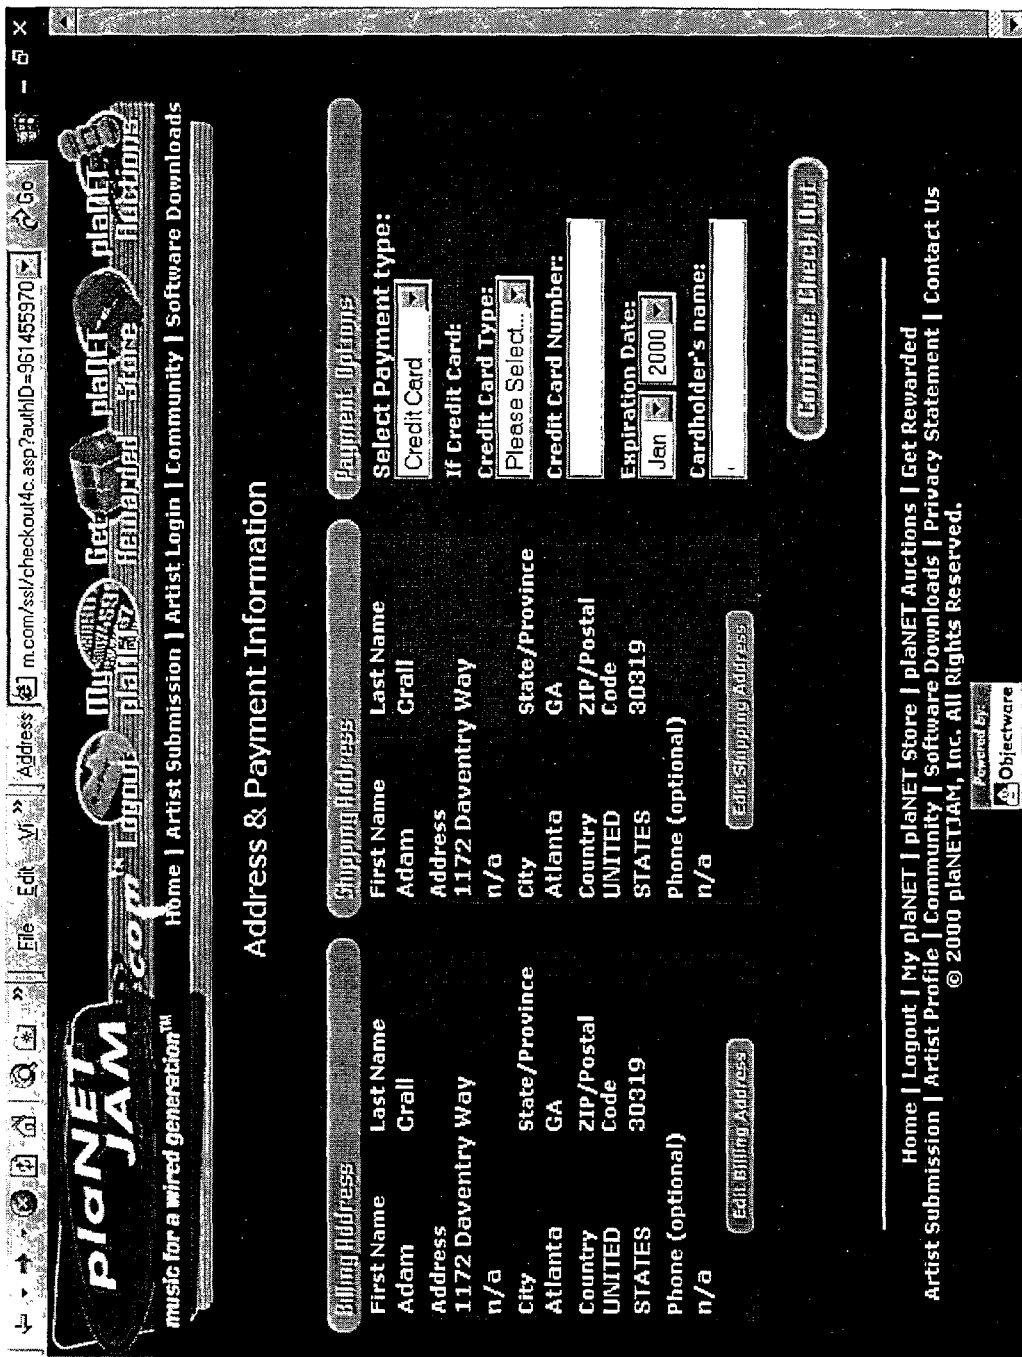 File Edit Vi » Address m.com/ssl/checkout4c.asp?authID=961455970 Go
plaNET JAM .com™
Logout
My plaNET
Get Rewarded
plaNET Store
plaNET Auctions
music for a wired generation™
Home | Artist Submission | Artist Login | Community | Software Downloads
Address & Payment Information
Billing Address
First Name Last Name
Adam Crall
Address
1172 Daventry Way
n/a
City State/Province
Atlanta GA
Country ZIP/Postal
UNITED Code
STATES 30319
Phone (optional)
n/a
Edit Billing Address
Shipping Address
First Name Last Name
Adam Crall
Address
1172 Daventry Way
n/a
City State/Province
Atlanta GA
Country ZIP/Postal
UNITED Code
STATES 30319
Phone (optional)
n/a
Edit Shipping Address
Payment Options
Select Payment type:
Credit Card
If Credit Card:
Credit Card Type:
Please Select...
Credit Card Number:
Expiration Date:
Jan 2000
Cardholder's name:
Continue Check Out
Home | Logout | My plaNET | plaNET Store | plaNET Auctions | Get Rewarded
Artist Submission | Artist Profile | Community | Software Downloads | Privacy Statement | Contact Us
© 2000 plaNETJAM, Inc. All Rights Reserved.
Powered by:
Objectware